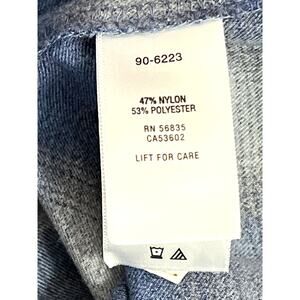 90-6223
47% NYLON
53% POLYESTER
RN 56835
CA53602
LIFT FOR CARE